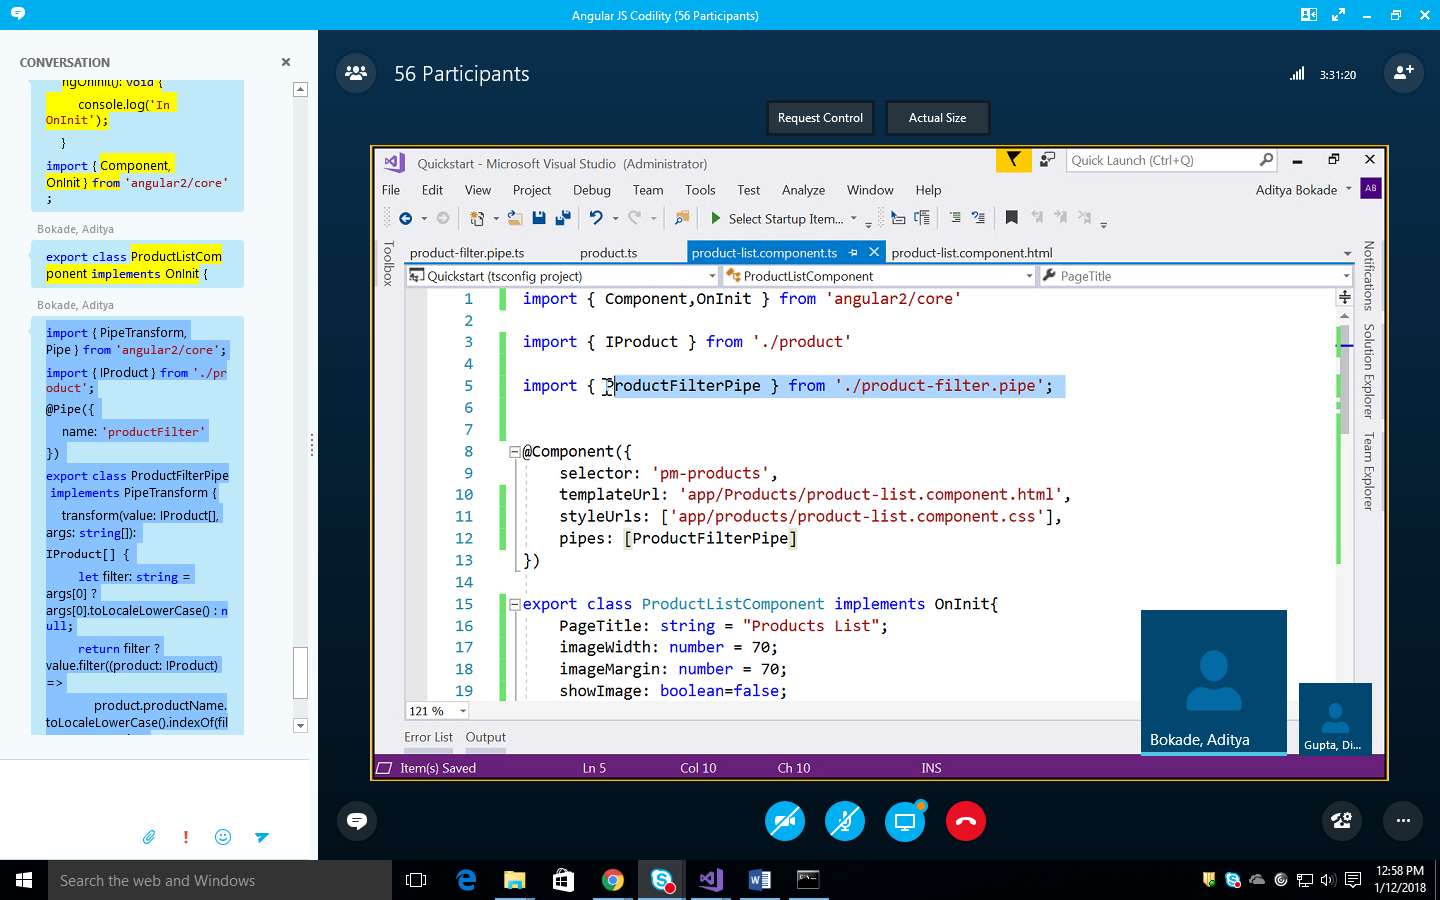 Angular JS Codility (56 Participants)
CONVERSATION
ngOnInit(): void {
console.log('In
OnInit');
}
import { Component,
OnInit } from 'angular2/core'
;
Bokade, Aditya
export class ProductListCom
ponent implements OnInit {
Bokade, Aditya
import { PipeTransform,
Pipe } from 'angular2/core';
import { IProduct } from './pr
oduct';
@Pipe({
name: 'productFilter'
})
export class ProductFilterPipe
implements PipeTransform {
transform(value: IProduct[],
args: string[]):
IProduct[] {
let filter: string =
args[0] ?
args[0].toLocaleLowerCase() : n
ull;
return filter ?
value.filter((product: IProduct)
=>
product.productName.
toLocaleLowerCase().indexOf(fil
56 Participants
3:31:20
Request Control
Actual Size
Quickstart - Microsoft Visual Studio (Administrator)
Quick Launch (Ctrl+Q)
File Edit View Project Debug Team Tools Test Analyze Window Help
Aditya Bokade AB
Select Startup Item...
Toolbox
product-filter.pipe.ts product.ts product-list.component.ts product-list.component.html
Quickstart (tsconfig project) ProductListComponent PageTitle
1 import { Component,OnInit } from 'angular2/core'
2
3 import { IProduct } from './product'
4
5 import { ProductFilterPipe } from './product-filter.pipe';
6
7
8 @Component({
9 selector: 'pm-products',
10 templateUrl: 'app/Products/product-list.component.html',
11 styleUrls: ['app/products/product-list.component.css'],
12 pipes: [ProductFilterPipe]
13 })
14
15 export class ProductListComponent implements OnInit{
16 PageTitle: string = "Products List";
17 imageWidth: number = 70;
18 imageMargin: number = 70;
19 showImage: boolean=false;
Notifications
Solution Explorer
Team Explorer
121 %
Error List Output
Item(s) Saved Ln 5 Col 10 Ch 10 INS
Bokade, Aditya
Gupta, Di...
Search the web and Windows
12:58 PM
1/12/2018